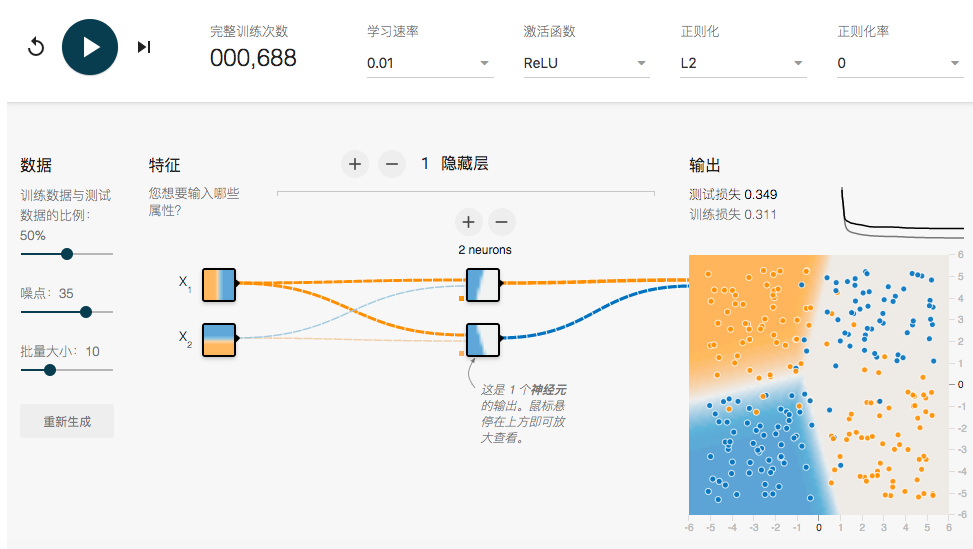 完整训练次数
000,688
学习速率
0.01
激活函数
ReLU
正则化
L2
正则化率
0
数据
训练数据与测试
数据的比例：
50%
噪点：35
批量大小：10
重新生成
特征
您想要输入哪些
属性？
X1
X2
1 隐藏层
2 neurons
这是 1 个神经元
的输出。鼠标悬
停在上方即可放
大查看。
输出
测试损失 0.349
训练损失 0.311
6
5
4
3
2
1
0
-1
-2
-3
-4
-5
-6
-6 -5 -4 -3 -2 -1 0 1 2 3 4 5 6